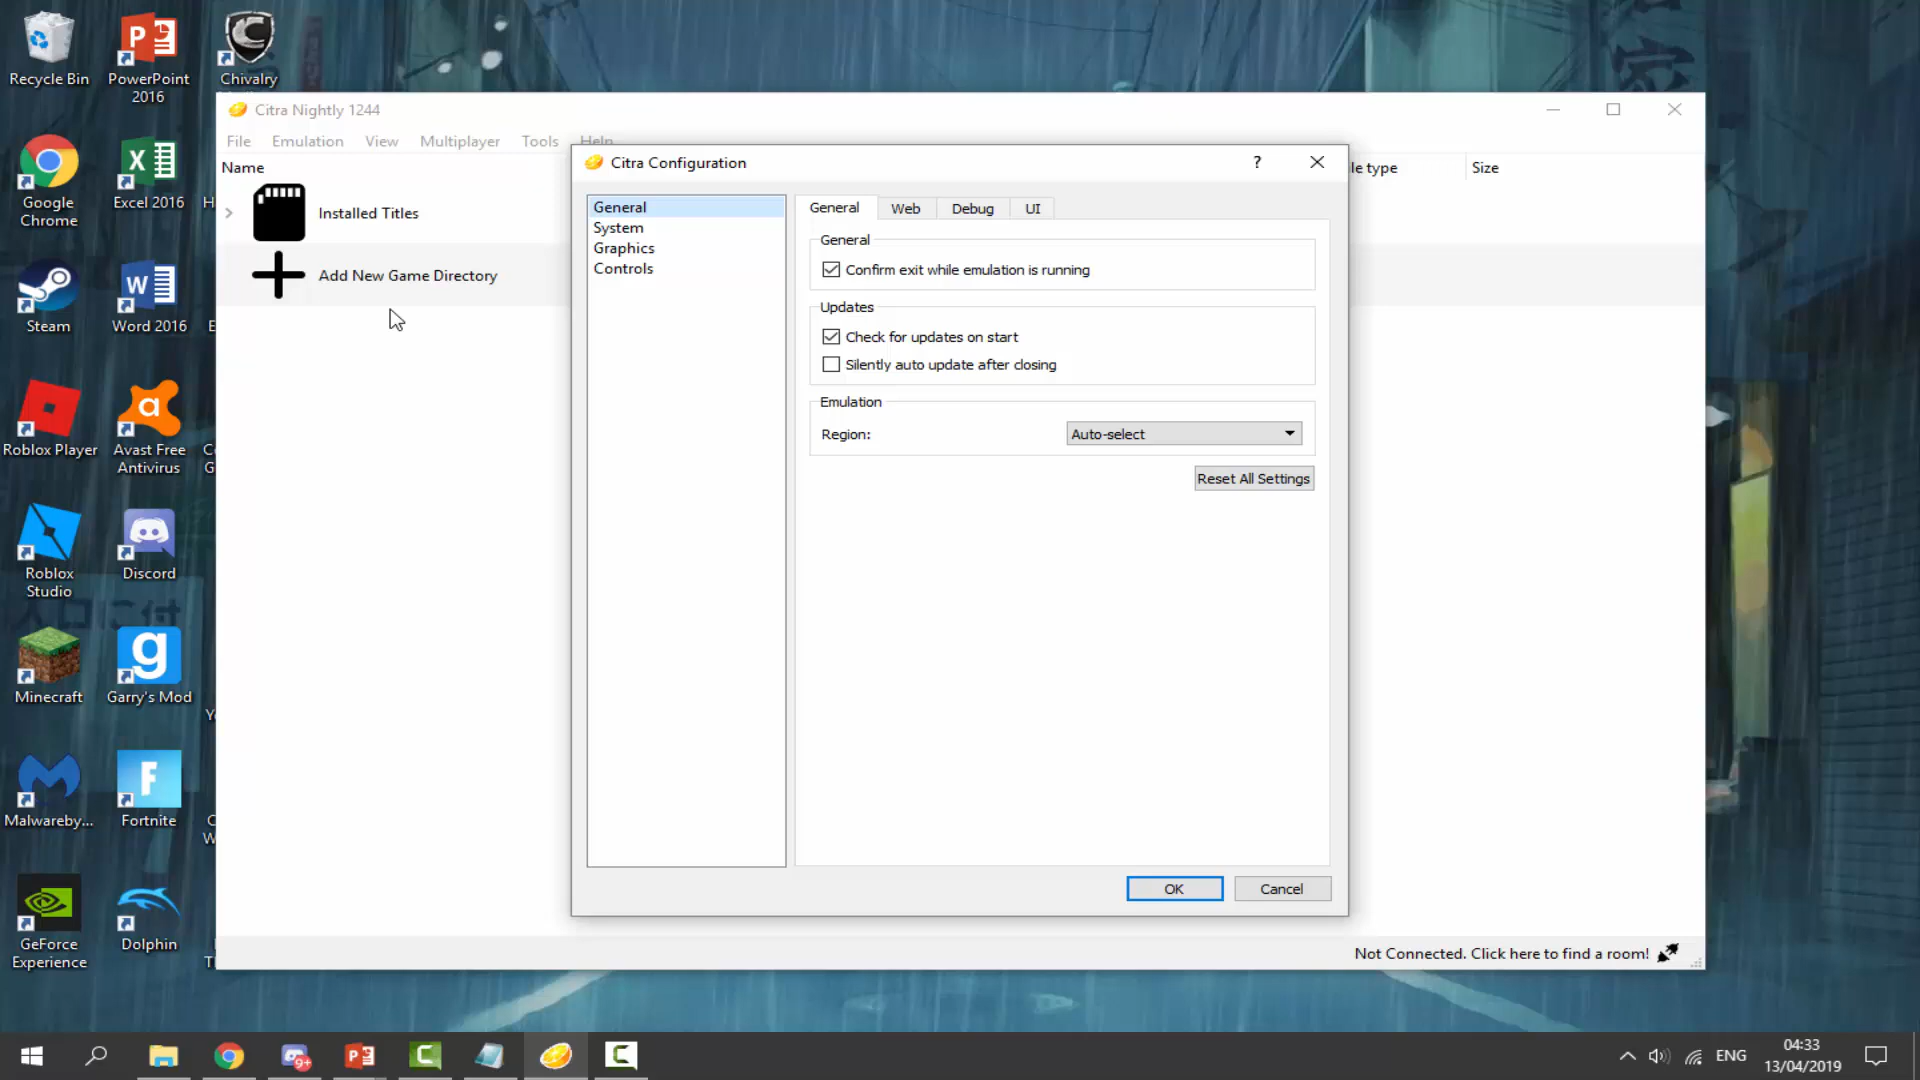 Recycle Bin
PowerPoint
2016
Chivalry
Google
Chrome
Excel 2016
Steam
Word 2016
Roblox Player
Avast Free
Antivirus
Roblox
Studio
Discord
Minecraft
Garry's Mod
Malwareby...
Fortnite
GeForce
Experience
Dolphin
Citra Nightly 1244
File
Emulation
View
Multiplayer
Tools
Help
Name
le type
Size
Installed Titles
Add New Game Directory
Citra Configuration
?
General
System
Graphics
Controls
General
Web
Debug
UI
General
Confirm exit while emulation is running
Updates
Check for updates on start
Silently auto update after closing
Emulation
Region:
Auto-select
Reset All Settings
OK
Cancel
Not Connected. Click here to find a room!
9+
ENG
04:33
13/04/2019